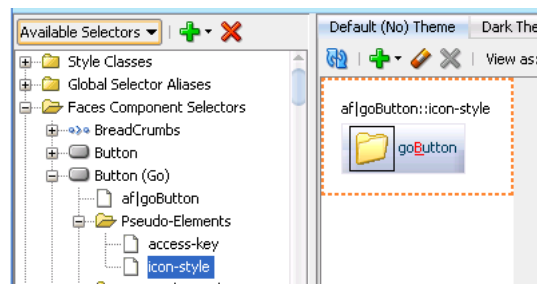 Available Selectors
Style Classes
Global Selector Aliases
Faces Component Selectors
BreadCrumbs
Button
Button (Go)
af|goButton
Pseudo-Elements
access-key
icon-style
Default (No) Theme Dark The
View as:
af|goButton::icon-style
goButton